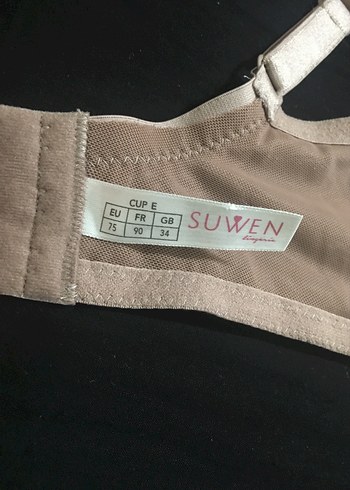 CUP E
EU FR GB
75 90 34
SUWEN
lingerie